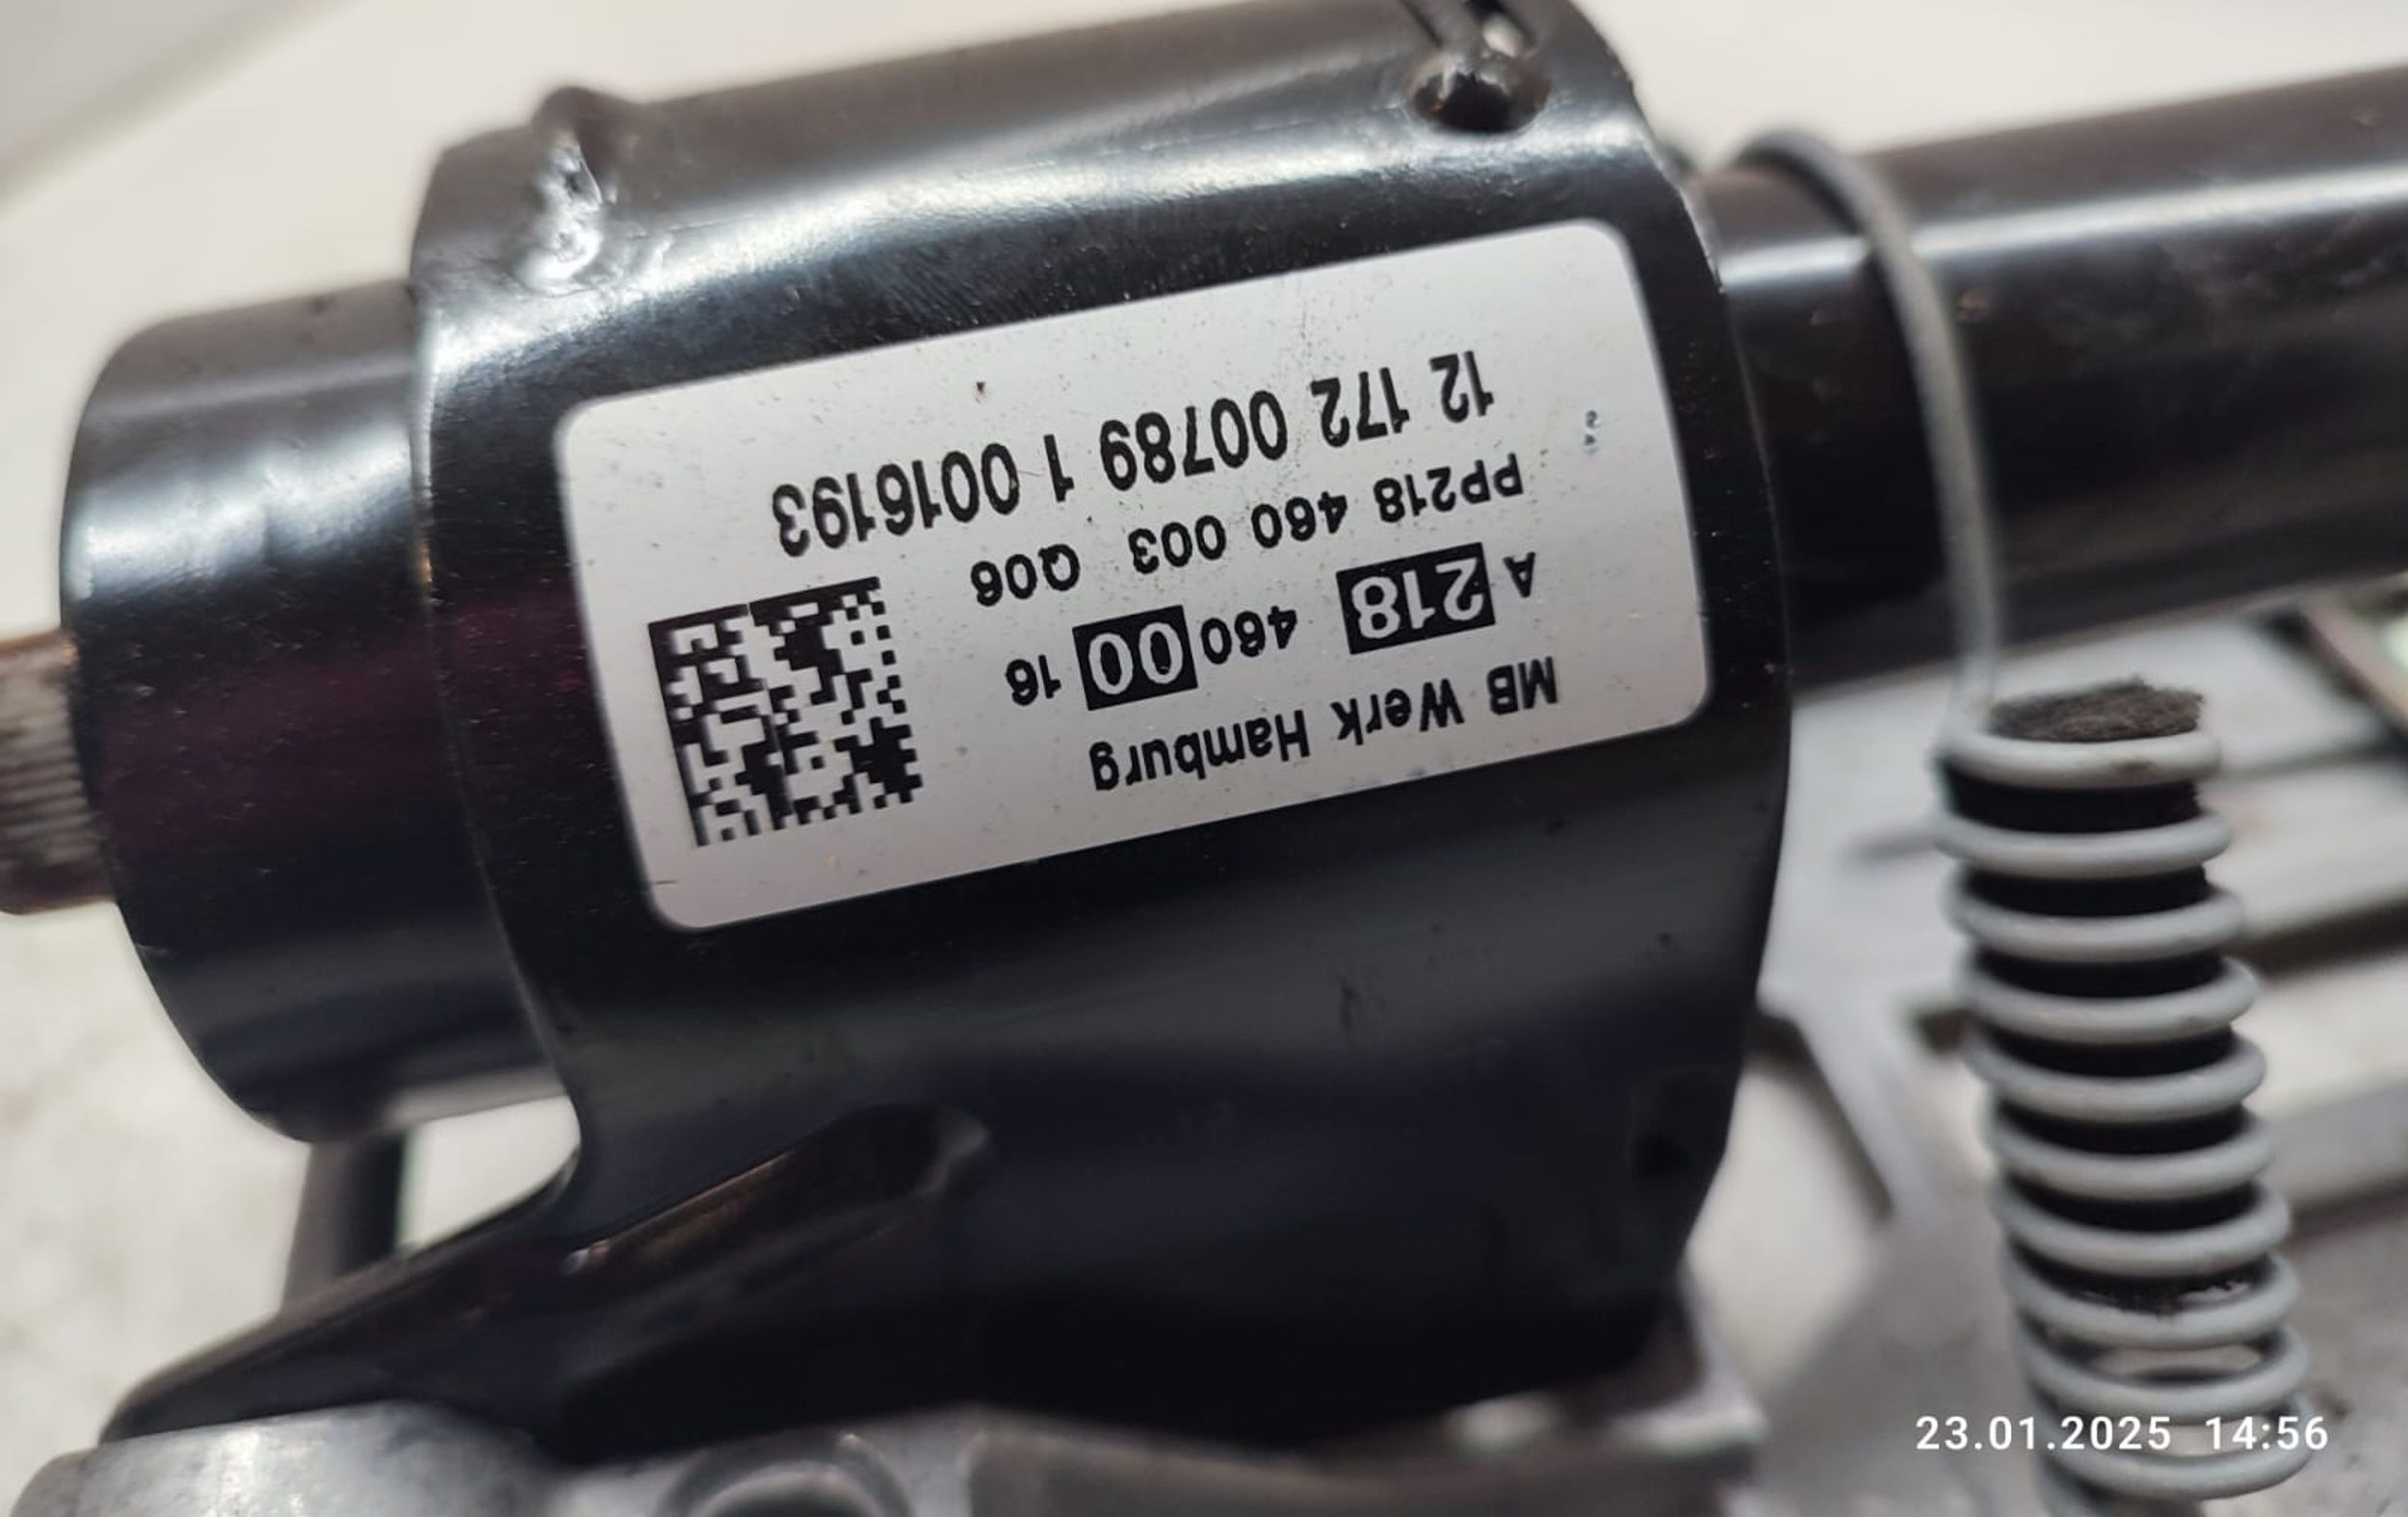 MB Werk Hamburg
A 218 460 00 16
PP218 460 003 Q06
12 172 00789 1 0016193
23.01.2025 14:56